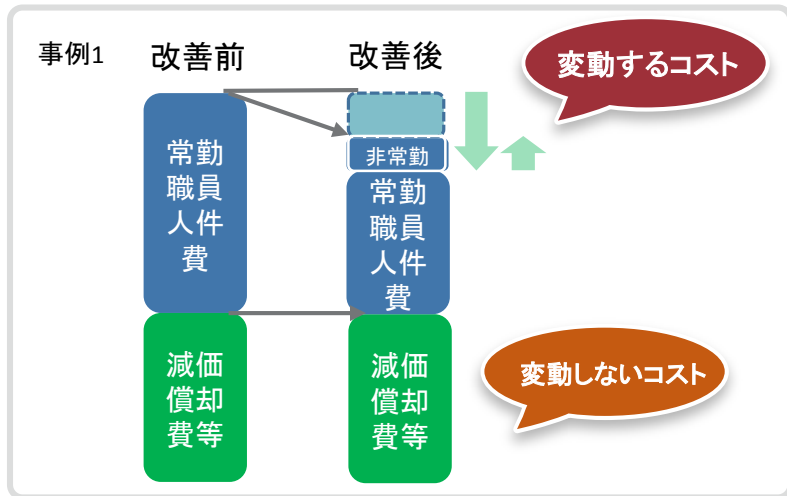 事例1
改善前
改善後
変動するコスト
常勤
職員
人件
費
非常勤
常勤
職員
人件
費
減価
償却
費等
減価
償却
費等
変動しないコスト